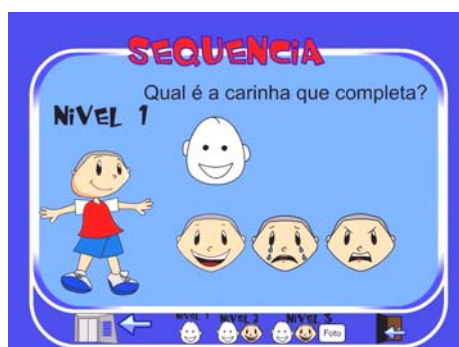 SEQUENCiA
Qual é a carinha que completa?
NiVEL 1
NiVEL 1 NiVEL 2 NiVEL 3
Foto